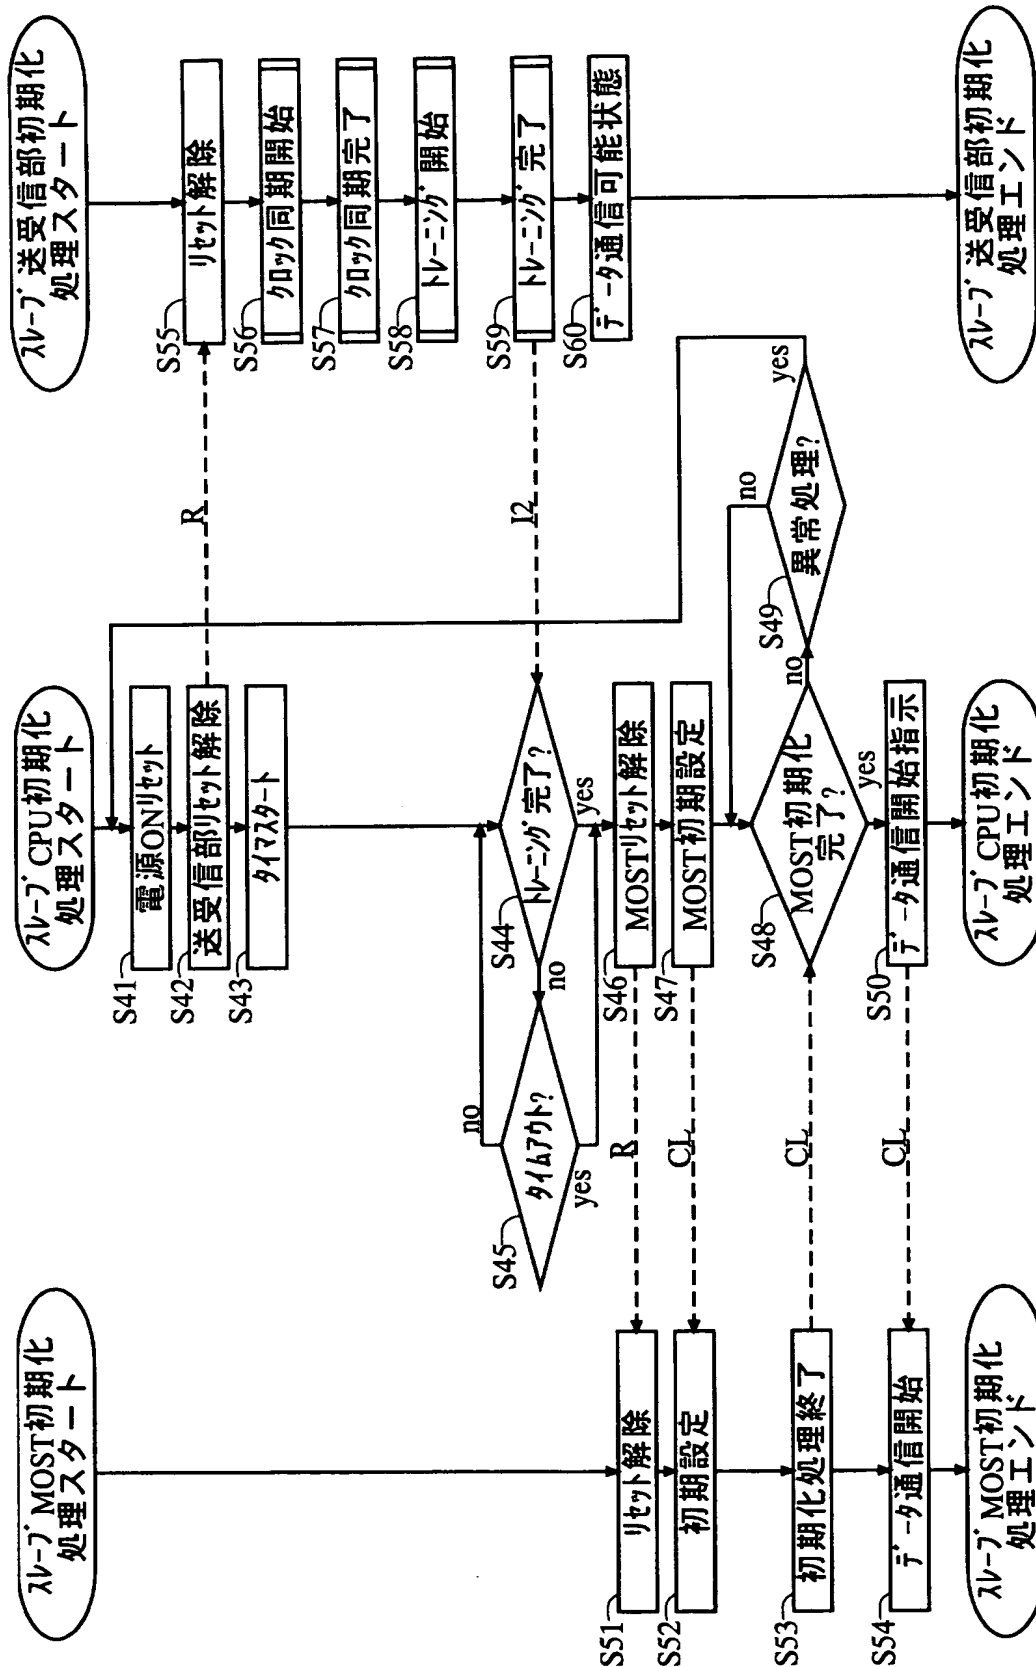 スレーブMOST初期化
処理スタート
S51
リセット解除
S52
初期設定
S53
初期化処理終了
S54
データ通信開始
スレーブMOST初期化
処理エンド
スレーブCPU初期化
処理スタート
S41
電源ONリセット
S42
送受信部リセット解除
S43
タイマスタート
S44
トレーニング完了?
no
yes
S45
タイムアウト?
no
yes
S46
MOSTリセット解除
R
S47
MOST初期設定
CL
S48
MOST初期化
完了?
no
yes
CL
S49
異常処理?
no
yes
S50
データ通信開始指示
CL
スレーブCPU初期化
処理エンド
スレーブ送受信部初期化
処理スタート
R
S55
リセット解除
S56
クロック同期開始
S57
クロック同期完了
S58
トレーニング開始
S59
トレーニング完了
I2
S60
データ通信可能状態
スレーブ送受信部初期化
処理エンド